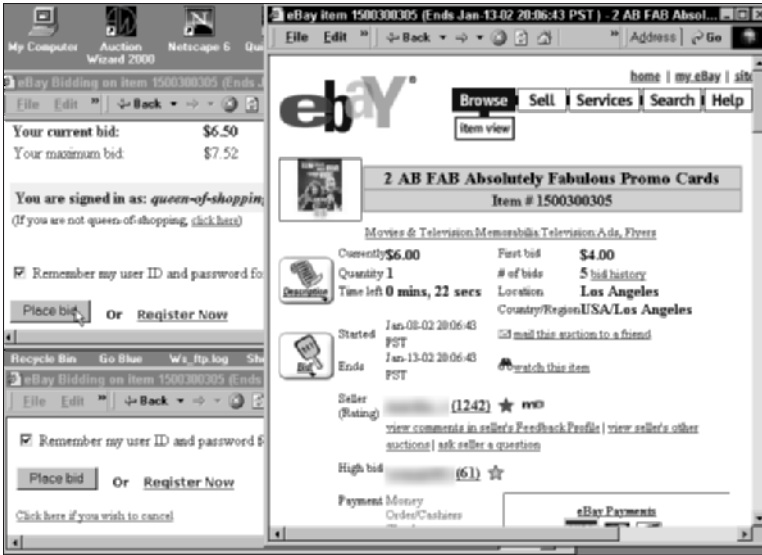 My Computer
Auction
Wizard 2000
Netscape 6
Qui
eBay Bidding on item 1500300305 (Ends J
File Edit » Back
Your current bid: $6.50
Your maximum bid: $7.52
You are signed in as: queen-of-shopping
(If you are not queen-of-shopping, click here)
Remember my user ID and password fo
Place bid Or Register Now
Recycle Bin Go Blue Ws_ftp.log Sh
eBay Bidding on item 1500300305 (Ends
File Edit » Back
Remember my user ID and password f
Place bid Or Register Now
Click here if you wish to cancel
eBay item 1500300305 (Ends Jan-13-02 20:06:43 PST ) - 2 AB FAB Absol...
File Edit » Back » Address Go
home | my eBay | site
ebaY
Browse Sell Services Search Help
item view
2 AB FAB Absolutely Fabulous Promo Cards
Item # 1500300305
Movies & Television:Memorabilia:Television:Ads, Flyers
Description
Currently $6.00 First bid $4.00
Quantity 1 # of bids 5 bid history
Time left 0 mins, 22 secs Location Los Angeles
Country/Region USA/Los Angeles
Bid
Started Jan-08-02 20:06:43 PST
mail this auction to a friend
Ends Jan-13-02 20:06:43 PST
watch this item
Seller (Rating) (1242) me
view comments in seller's Feedback Profile | view seller's other
auctions | ask seller a question
High bid (61)
Payment Money
Order/Cashiers
eBay Payments